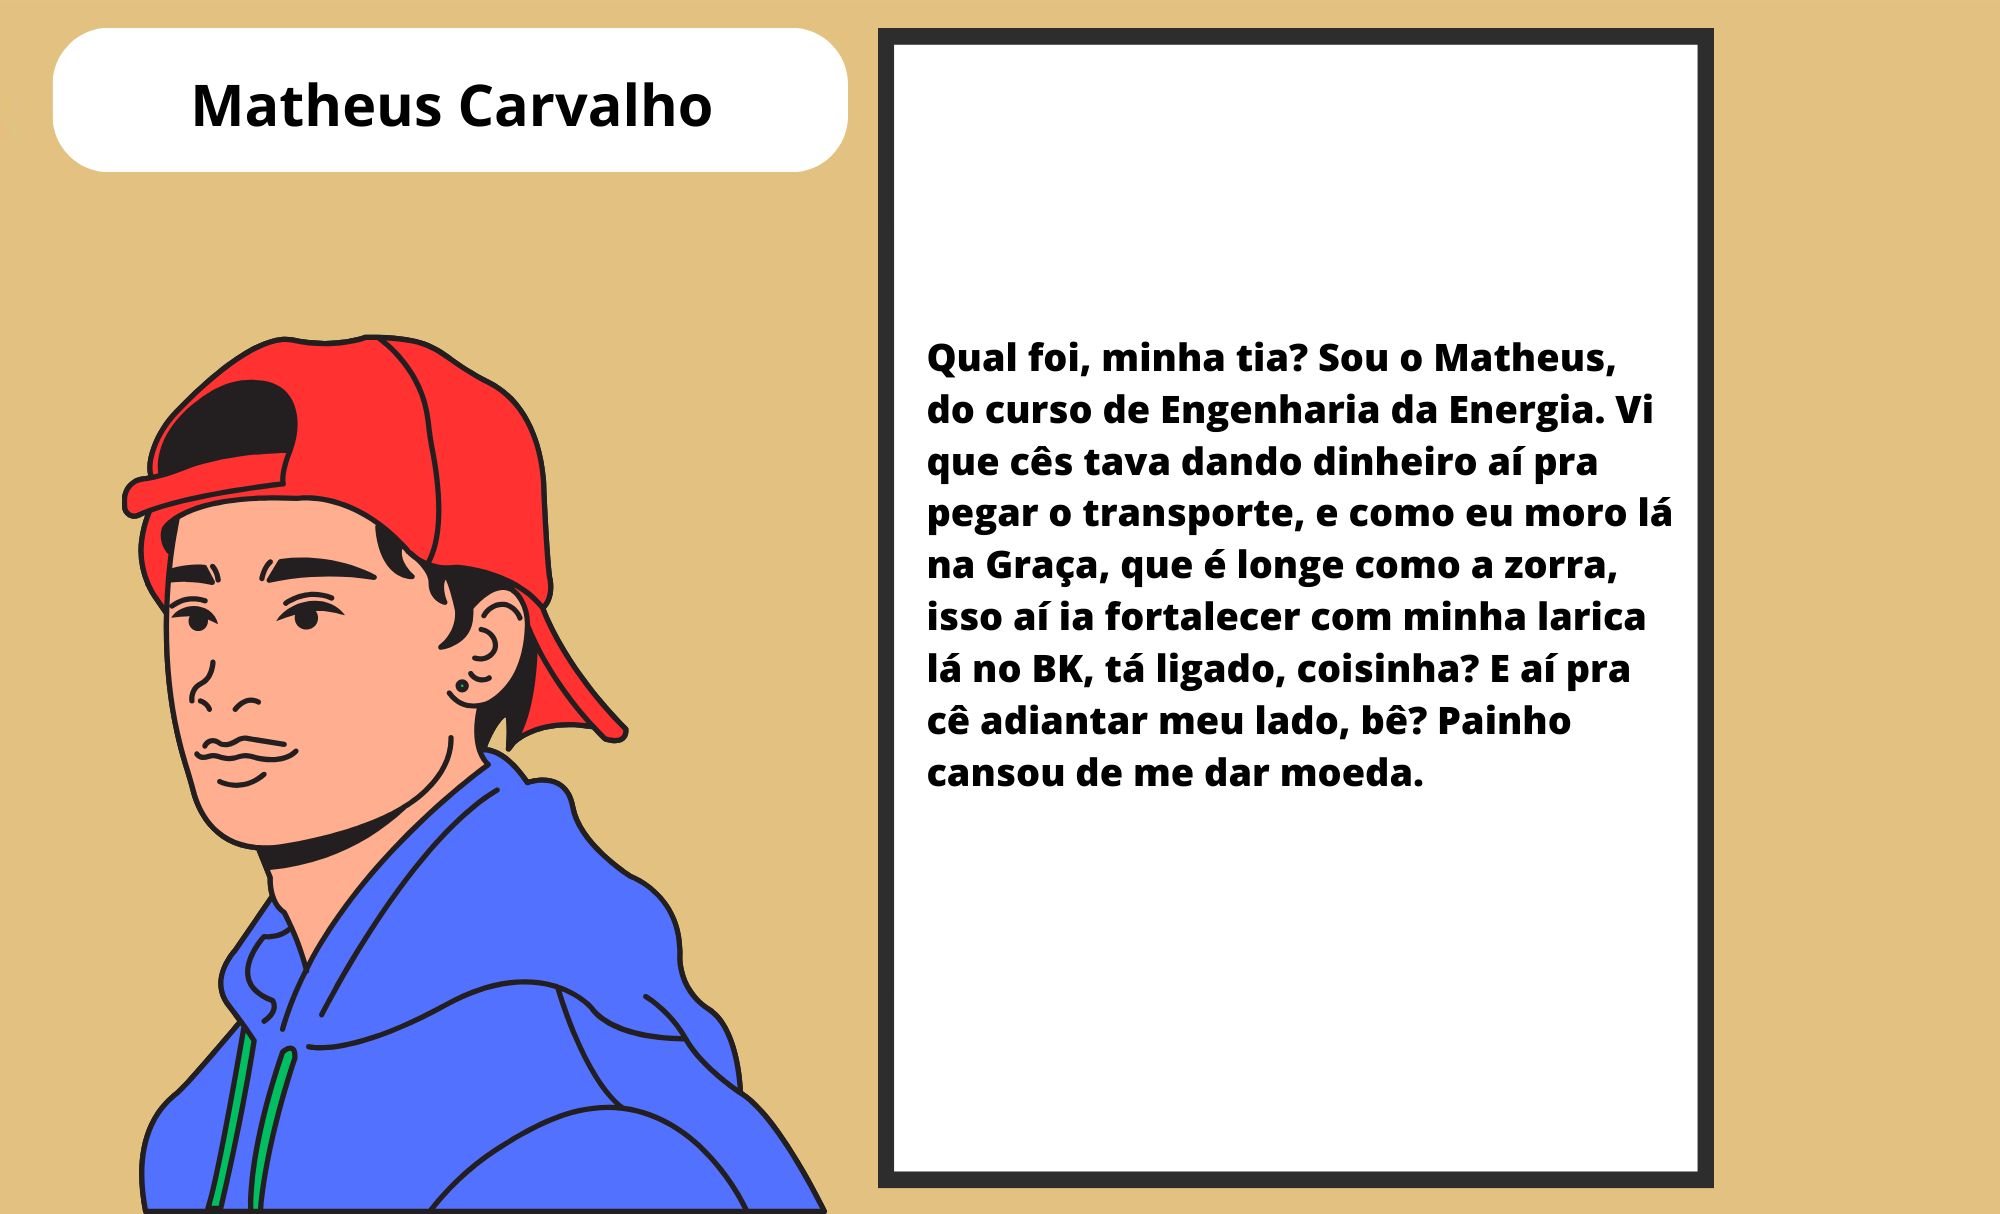 Matheus Carvalho
Qual foi, minha tia? Sou o Matheus,
do curso de Engenharia da Energia. Vi
que cês tava dando dinheiro aí pra
pegar o transporte, e como eu moro lá
na Graça, que é longe como a zorra,
isso aí ia fortalecer com minha larica
lá no BK, tá ligado, coisinha? E aí pra
cê adiantar meu lado, bê? Painho
cansou de me dar moeda.